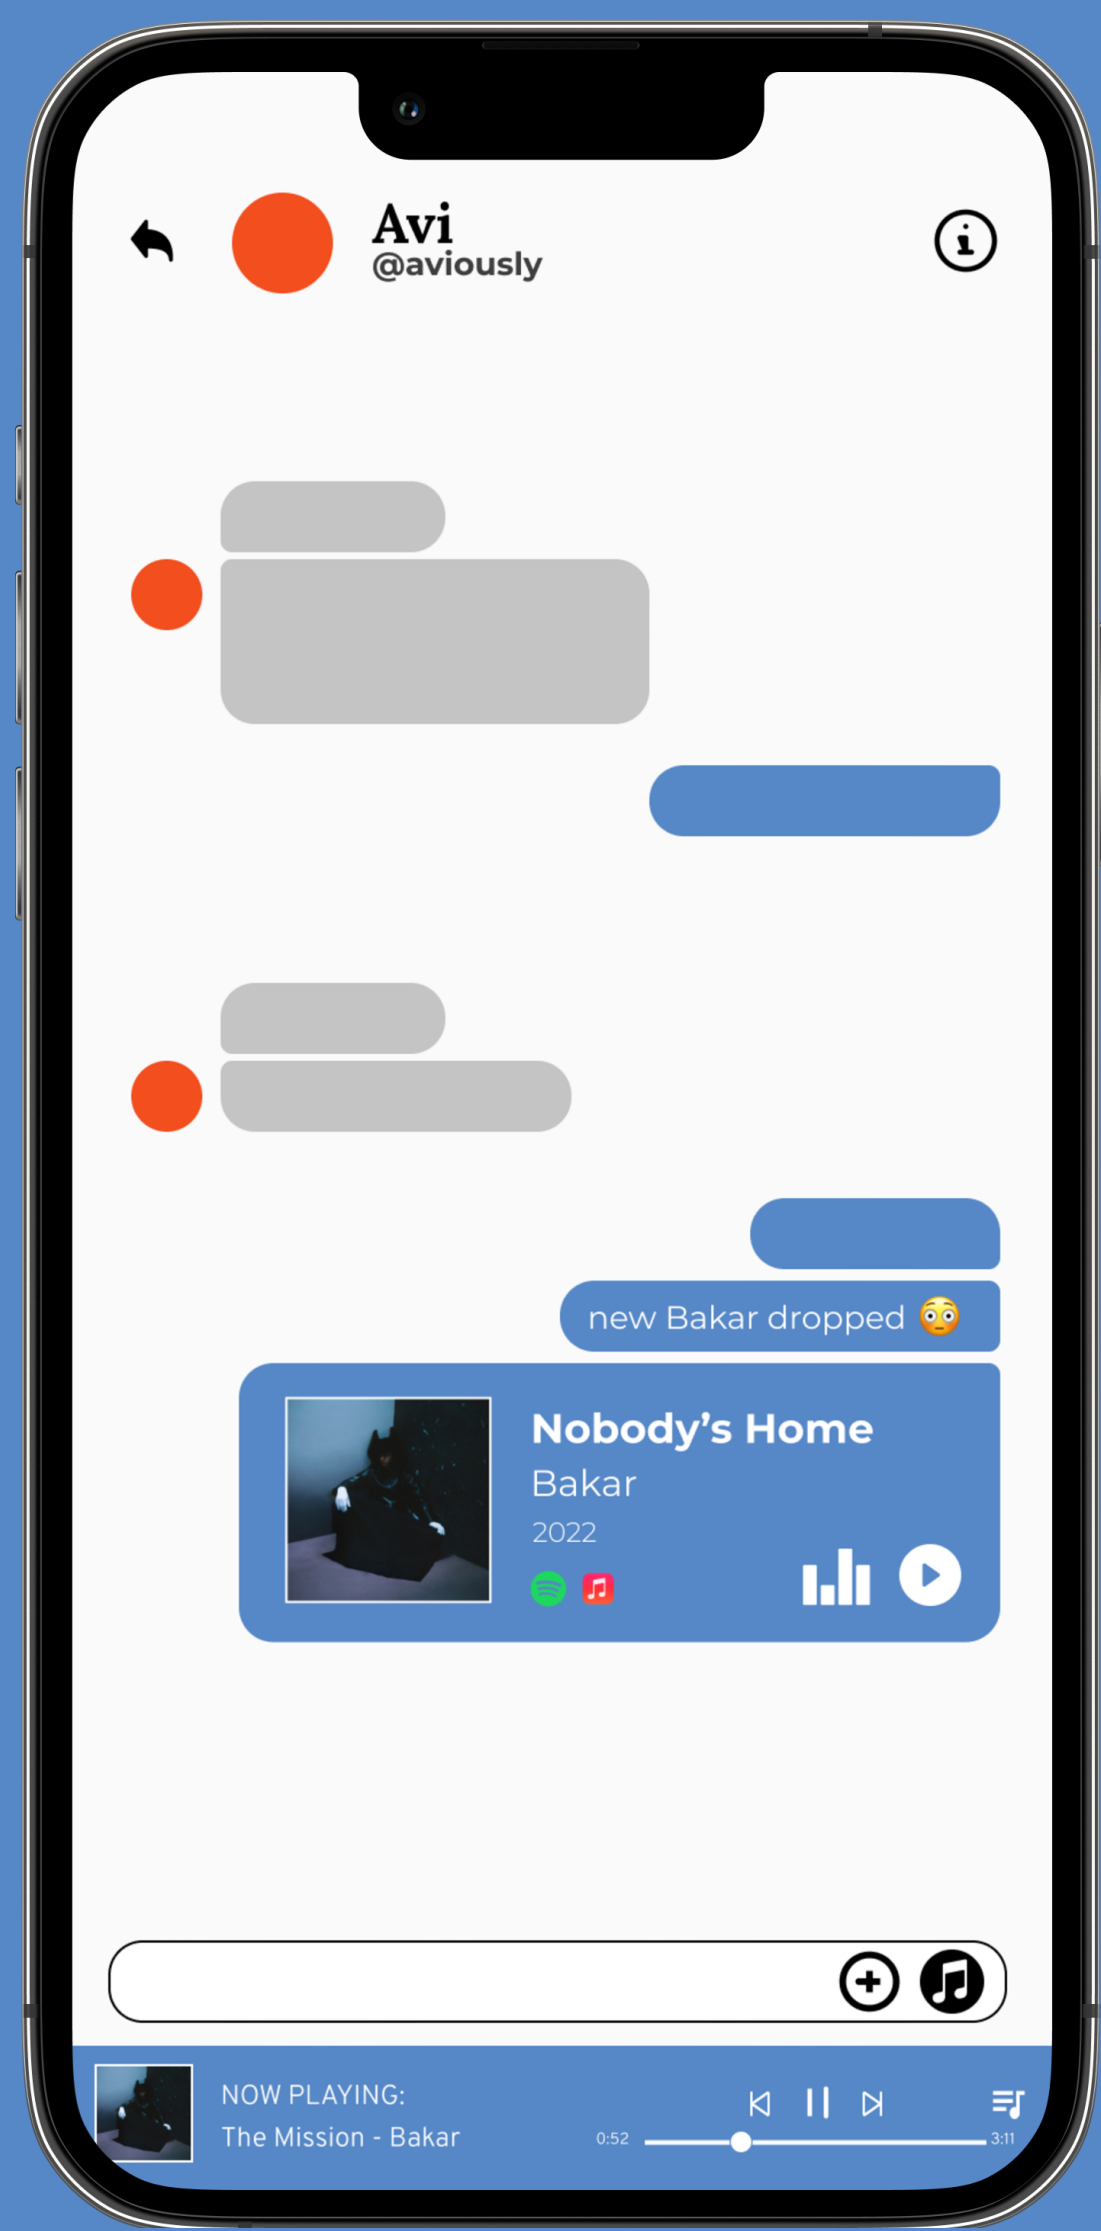 Avi
@aviously
new Bakar dropped 😳
Nobody’s Home
Bakar
2022
NOW PLAYING:
The Mission - Bakar
0:52
3:11